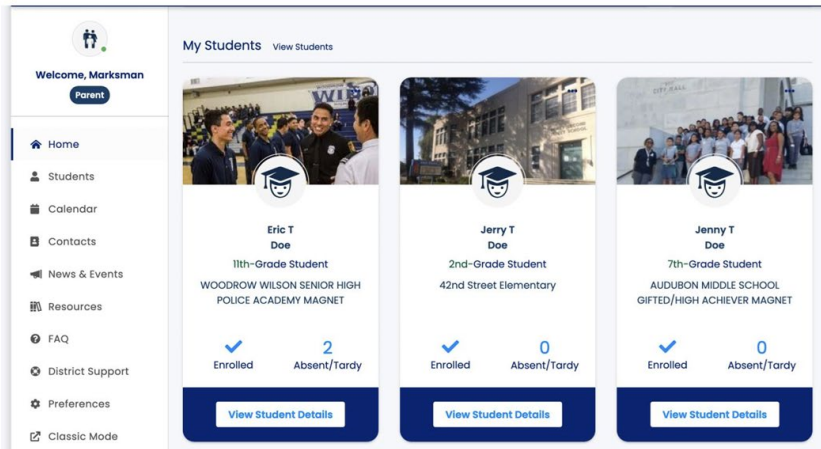 Welcome, Marksman
Parent
Home
Students
Calendar
Contacts
News & Events
Resources
FAQ
District Support
Preferences
Classic Mode
My Students View Students
WI
Eric T
Doe
11th-Grade Student
WOODROW WILSON SENIOR HIGH
POLICE ACADEMY MAGNET
Enrolled
2
Absent/Tardy
View Student Details
Jerry T
Doe
2nd-Grade Student
42nd Street Elementary
Enrolled
0
Absent/Tardy
View Student Details
CITY HALL
Jenny T
Doe
7th-Grade Student
AUDUBON MIDDLE SCHOOL
GIFTED/HIGH ACHIEVER MAGNET
Enrolled
0
Absent/Tardy
View Student Details